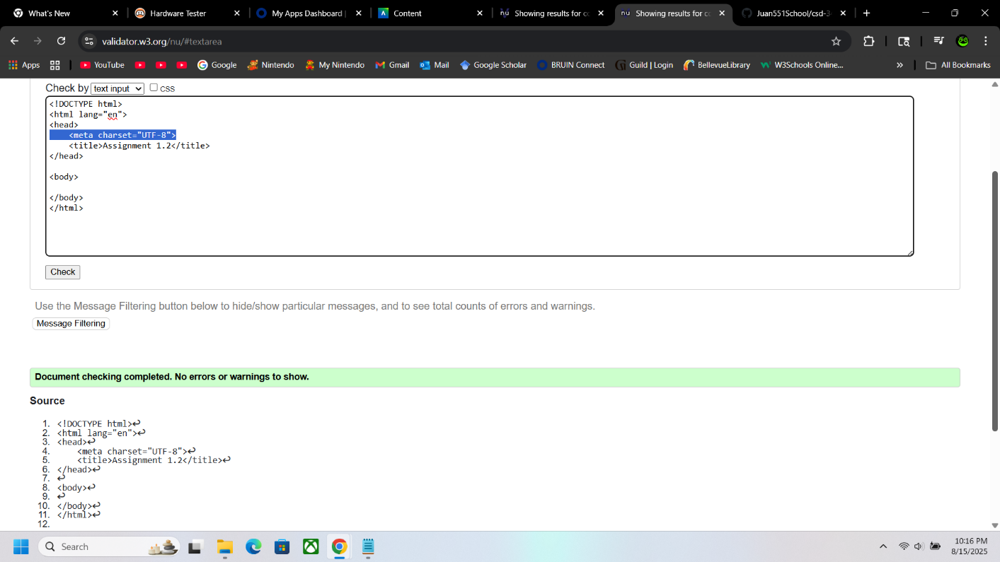 What's New
Hardware Tester
My Apps Dashboard |
Content
Showing results for co
Showing results for co
Juan551School/csd-3
validator.w3.org/nu/#textarea
Apps
YouTube
Google
Nintendo
My Nintendo
Gmail
Mail
Google Scholar
BRUIN Connect
Guild | Login
BellevueLibrary
W3Schools Online...
All Bookmarks
Check by text input CSS
<!DOCTYPE html>
<html lang="en">
<head>
    <meta charset="UTF-8">
    <title>Assignment 1.2</title>
</head>
<body>
</body>
</html>
Check
Use the Message Filtering button below to hide/show particular messages, and to see total counts of errors and warnings.
Message Filtering
Document checking completed. No errors or warnings to show.
Source
1. <!DOCTYPE html>↩
2. <html lang="en">↩
3. <head>↩
4.     <meta charset="UTF-8">↩
5.     <title>Assignment 1.2</title>↩
6. </head>↩
7. ↩
8. <body>↩
9. ↩
10. </body>↩
11. </html>↩
12.
Search
10:16 PM
8/15/2025